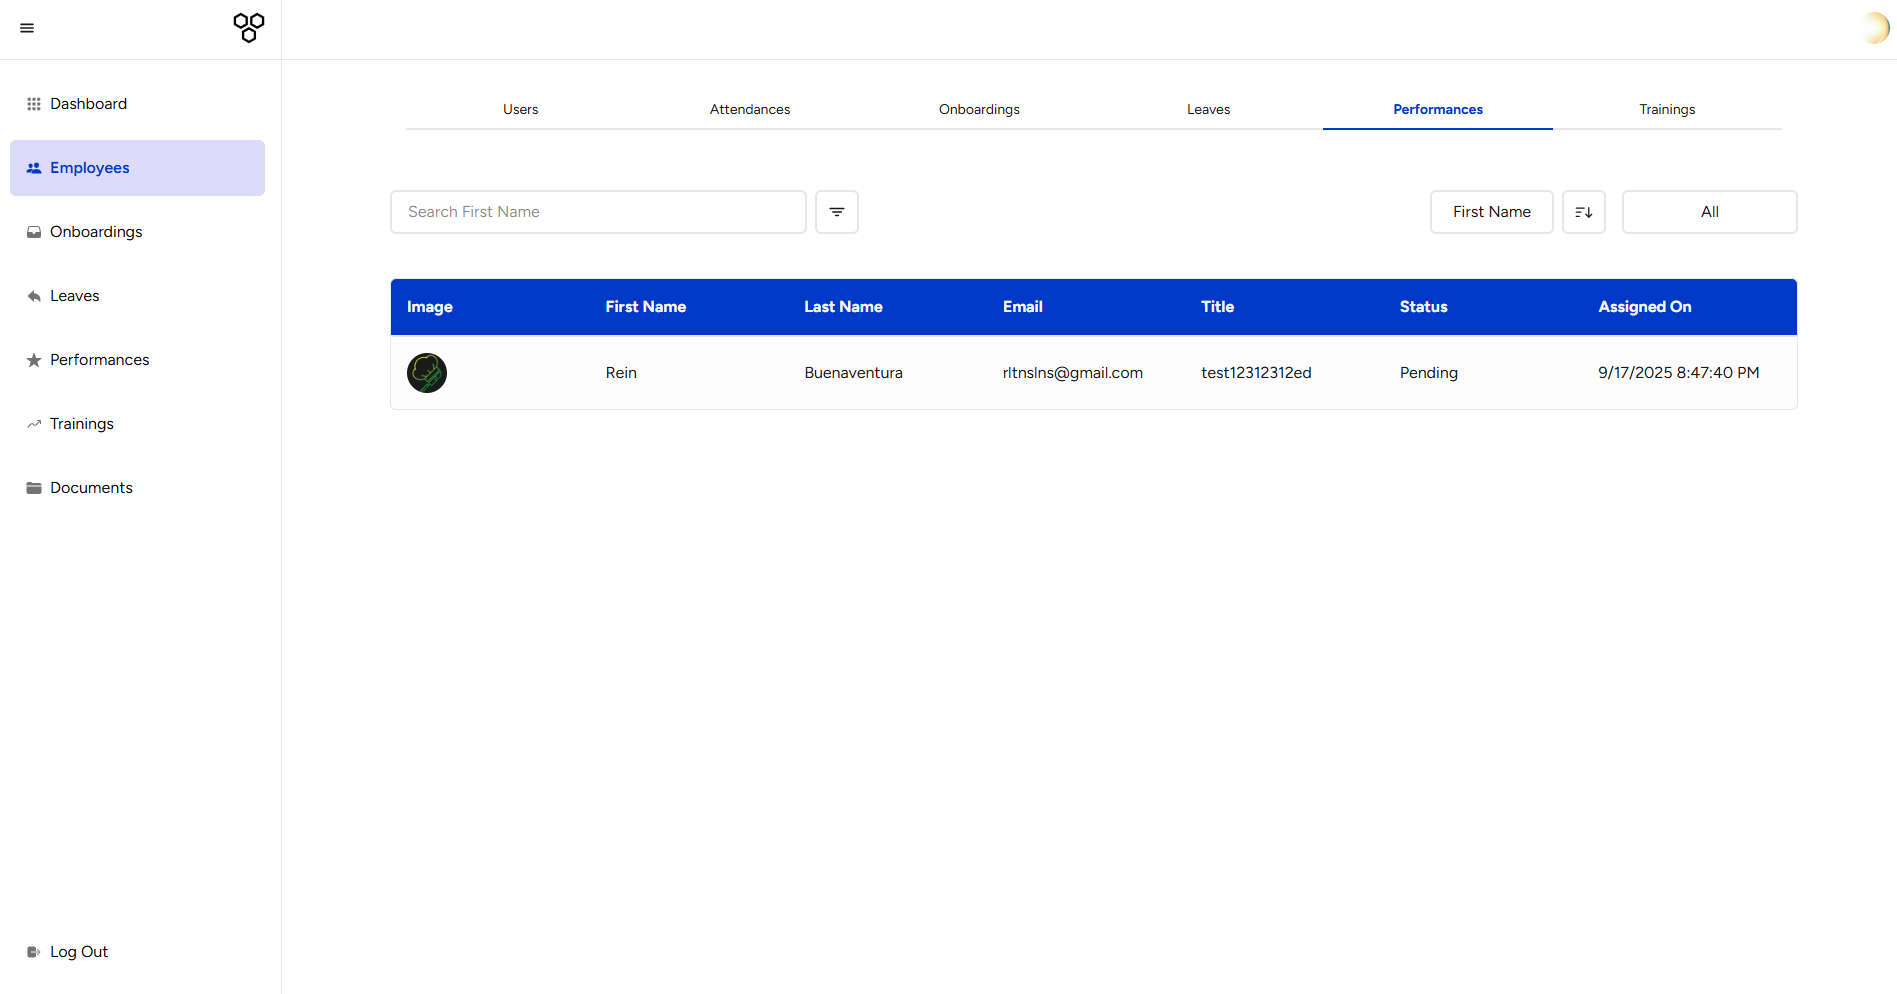 Dashboard
Employees
Onboardings
Leaves
Performances
Trainings
Documents
Log Out
Users Attendances Onboardings Leaves Performances Trainings
Search First Name First Name All
Image First Name Last Name Email Title Status Assigned On
Rein Buenaventura rltnslns@gmail.com test12312312ed Pending 9/17/2025 8:47:40 PM